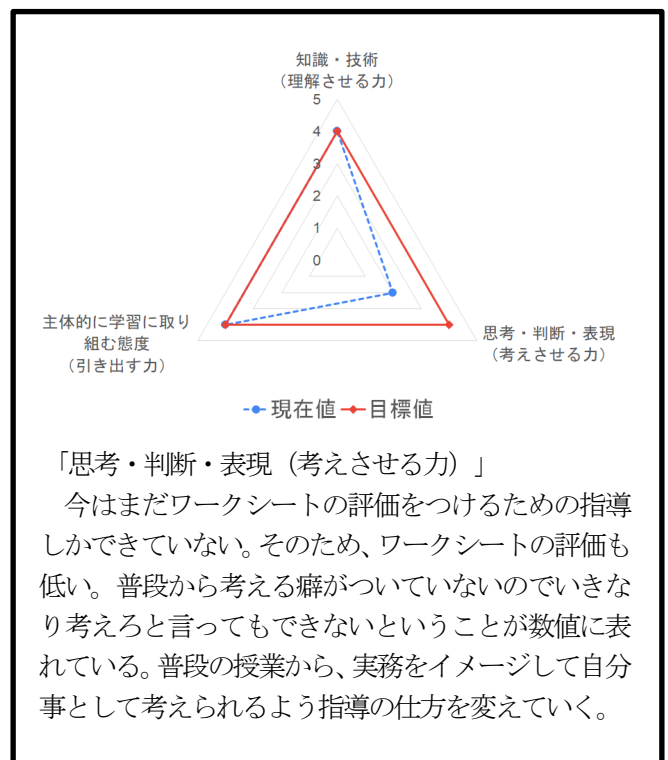 知識・技術
（理解させる力）
5
4
3
2
1
0
主体的に学習に取り
組む態度
（引き出す力）
思考・判断・表現
（考えさせる力）
現在値 目標値
「思考・判断・表現（考えさせる力）」
今はまだワークシートの評価をつけるための指導
しかできていない。そのため、ワークシートの評価も
低い。普段から考える癖がついていないのでいきな
り考えろと言ってもできないということが数値に表
れている。普段の授業から、実務をイメージして自分
事として考えられるよう指導の仕方を変えていく。